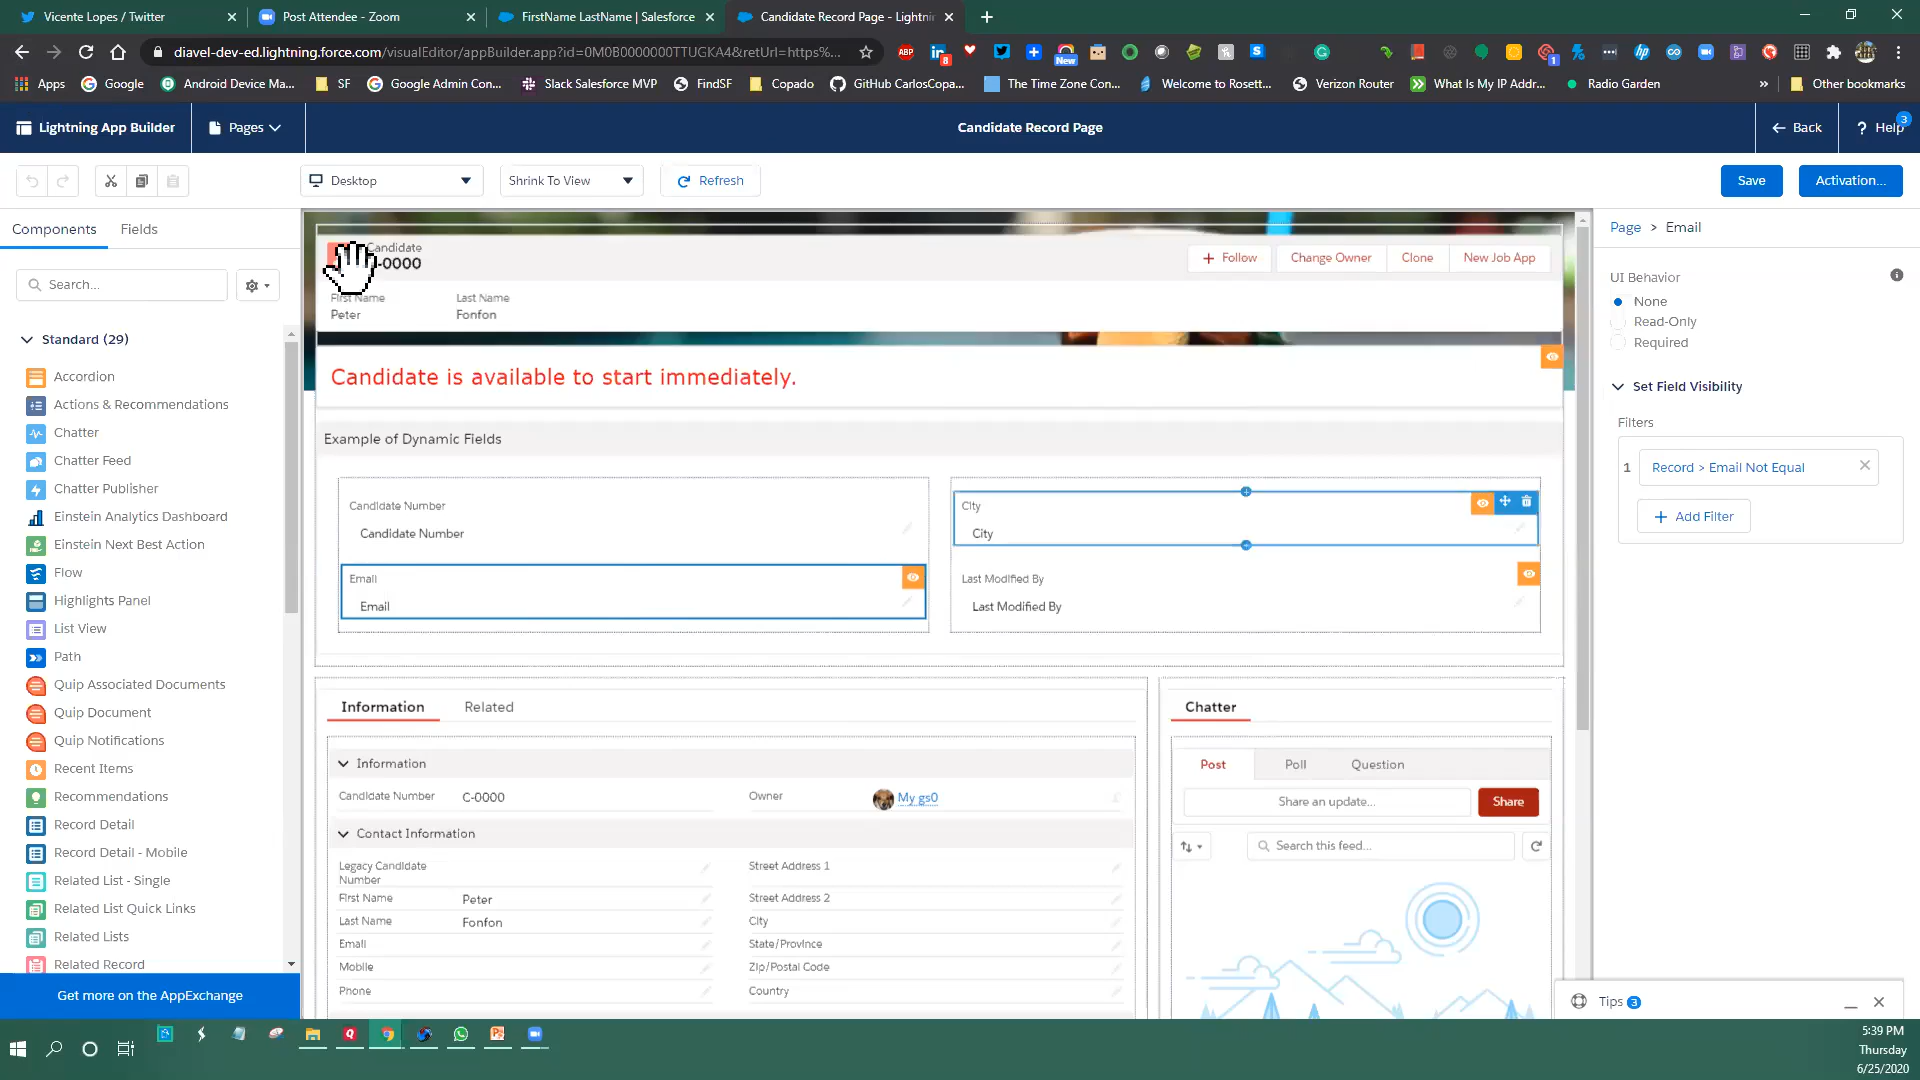 Vicente Lopes / Twitter
Post Attendee - Zoom
FirstName LastName | Salesforce
Candidate Record Page - Lightnin
diavel-dev-ed.lightning.force.com/visualEditor/appBuilder.app?id=0M0B0000000TTUGKA4&retUrl=https%...
ABP
8
New
1
Apps
Google
Android Device Ma...
SF
Google Admin Con...
Slack Salesforce MVP
FindSF
Copado
GitHub CarlosCopa...
The Time Zone Con...
Welcome to Rosett...
Verizon Router
What Is My IP Addr...
Radio Garden
»
Other bookmarks
Lightning App Builder
Pages
Candidate Record Page
Back
? Help
3
Desktop
Shrink To View
Refresh
Save
Activation...
Components
Fields
Search...
Standard (29)
Accordion
Actions & Recommendations
Chatter
Chatter Feed
Chatter Publisher
Einstein Analytics Dashboard
Einstein Next Best Action
Flow
Highlights Panel
List View
Path
Quip Associated Documents
Quip Document
Quip Notifications
Recent Items
Recommendations
Record Detail
Record Detail - Mobile
Related List - Single
Related List Quick Links
Related Lists
Related Record
Get more on the AppExchange
Candidate
-0000
+ Follow
Change Owner
Clone
New Job App
First Name
Peter
Last Name
Fonfon
Candidate is available to start immediately.
Example of Dynamic Fields
Candidate Number
Candidate Number
City
City
Email
Email
Last Modified By
Last Modified By
Information
Related
Information
Candidate Number
C-0000
Owner
My gs0
Contact Information
Legacy Candidate
Number
Street Address 1
First Name
Peter
Street Address 2
Last Name
Fonfon
City
Email
State/Province
Mobile
Zip/Postal Code
Phone
Country
Chatter
Post
Poll
Question
Share an update...
Share
Search this feed...
Page > Email
UI Behavior
None
Read-Only
Required
Set Field Visibility
Filters
1
Record > Email Not Equal
+ Add Filter
Tips 3
5:39 PM
Thursday
6/25/2020